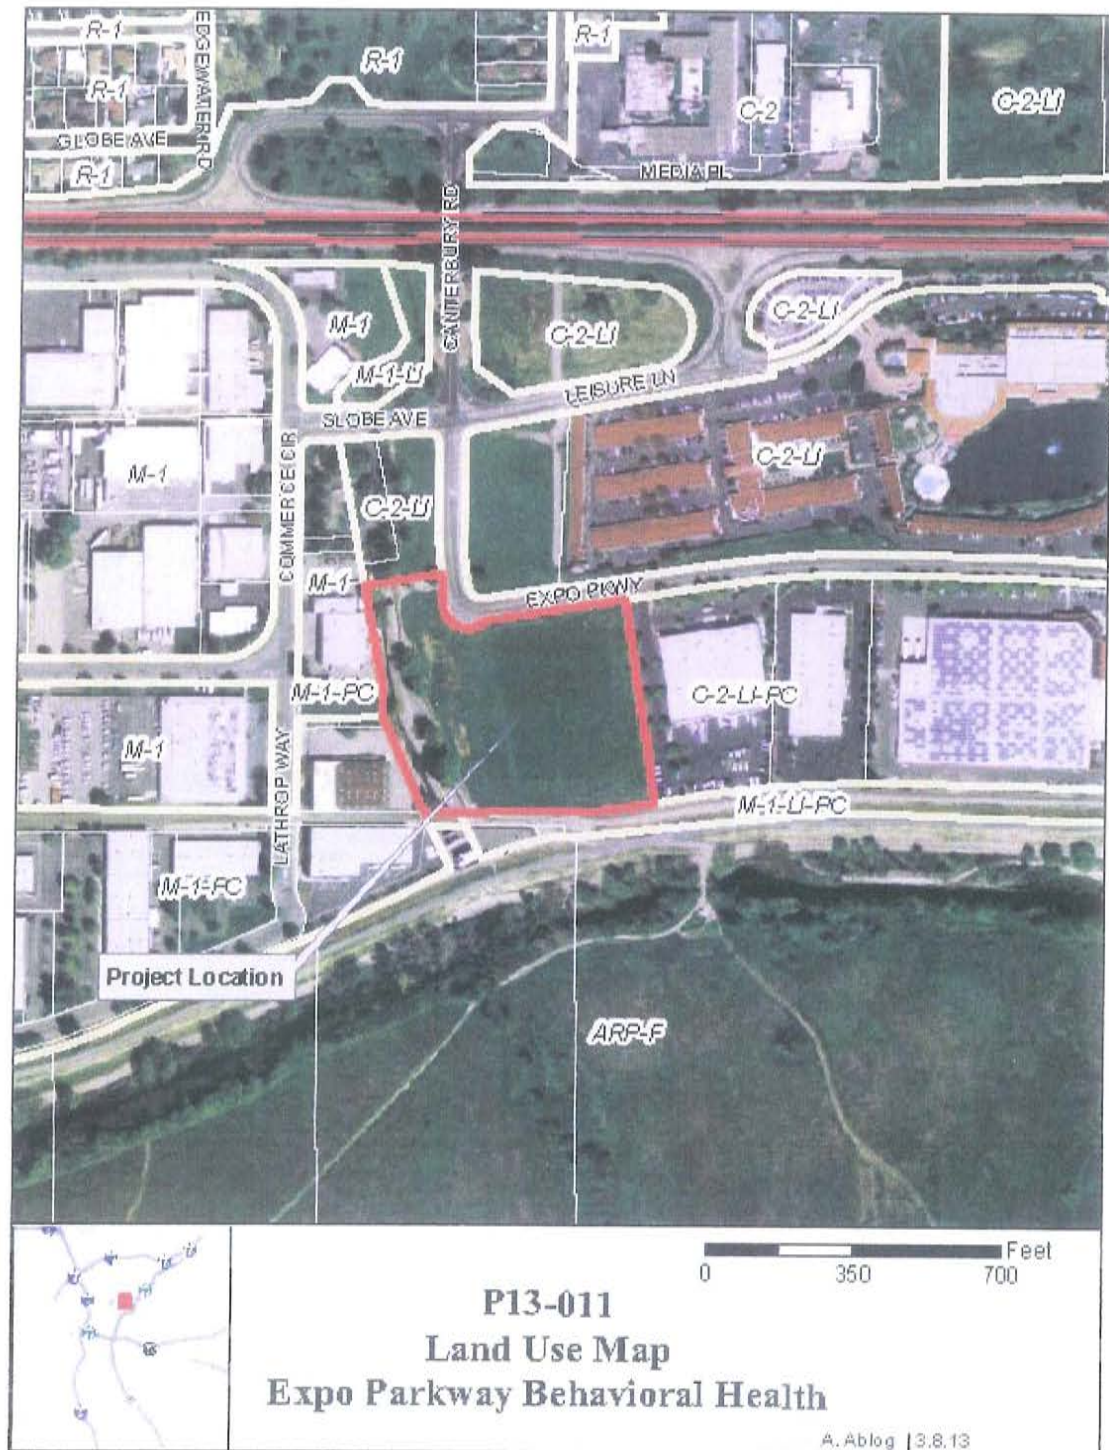 R-1
EDGEWATER RD
R-1
R-1
C-2
C-2-LI
R-1
GLOBE AVE
R-1
MEDIA PL
CANTERBURY RD
M-1
C-2-LI
C-2-LI
M-1-LI
LEISURE LN
SLOBE AVE
M-1
COMMERCE CIR
C-2-LI
C-2-LI
M-1
EXPO PKWY
M-1-PC
C-2-LI-PC
M-1
LATHROP WAY
M-1-LI-PC
M-1-PC
Project Location
ARP-F
Feet
0 350 700
P13-011
Land Use Map
Expo Parkway Behavioral Health
A. Ablog | 3.8.13